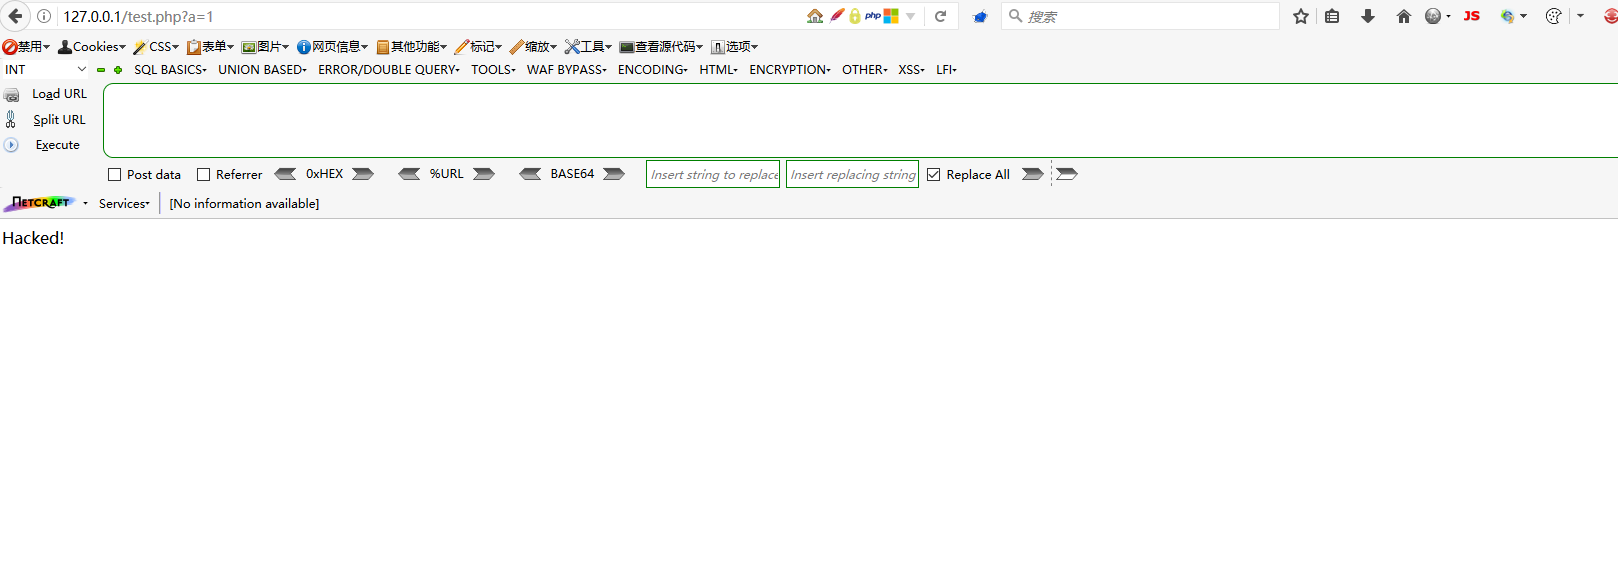 127.0.0.1/test.php?a=1 php 搜索 JS
禁用 Cookies CSS 表单 图片 网页信息 其他功能 标记 缩放 工具 查看源代码 选项
INT SQL BASICS UNION BASED ERROR/DOUBLE QUERY TOOLS WAF BYPASS ENCODING HTML ENCRYPTION OTHER XSS LFI
Load URL
Split URL
Execute
Post data Referrer 0xHEX %URL BASE64 Insert string to replace Insert replacing string Replace All
NETCRAFT Services [No information available]
Hacked!